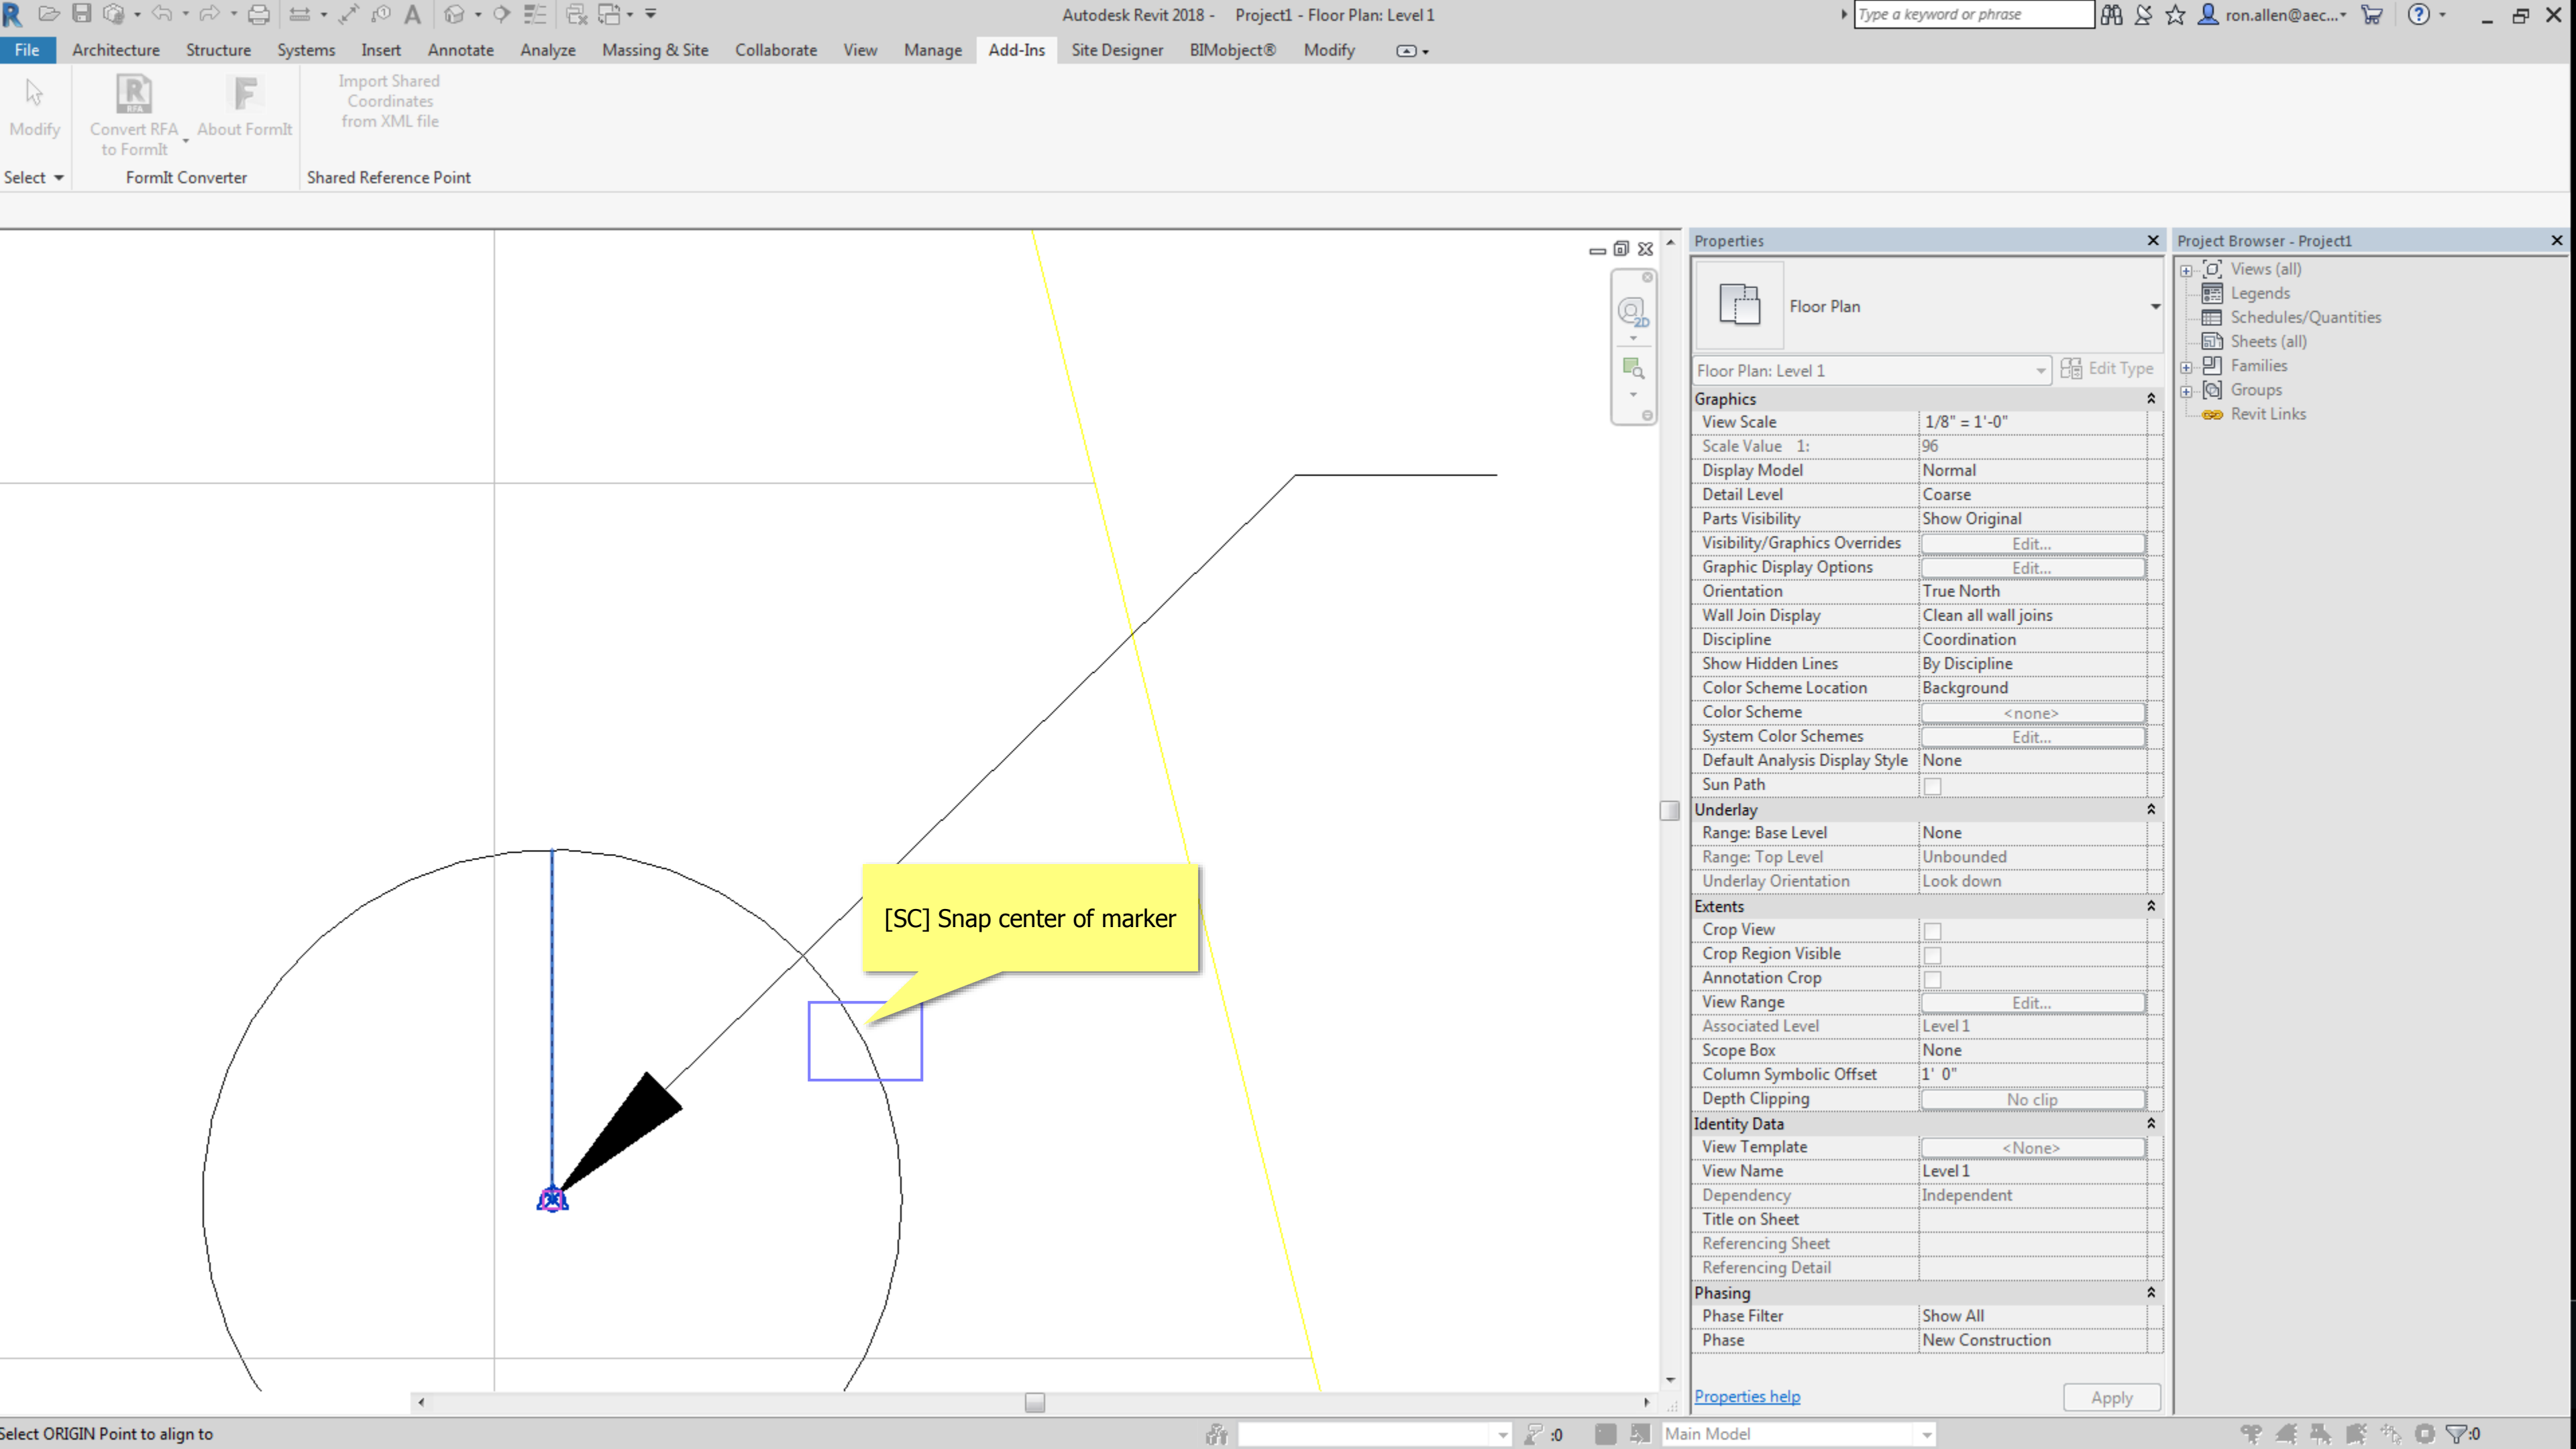 Autodesk Revit 2018 - Project1 - Floor Plan: Level 1
Type a keyword or phrase
ron.allen@aec...
File Architecture Structure Systems Insert Annotate Analyze Massing & Site Collaborate View Manage Add-Ins Site Designer BIMobject® Modify
Modify
Convert RFA
to FormIt
RFA
About FormIt
Import Shared
Coordinates
from XML file
Select
FormIt Converter
Shared Reference Point
2D
[SC] Snap center of marker
Properties
Floor Plan
Floor Plan: Level 1
Edit Type
Graphics
View Scale 1/8" = 1'-0"
Scale Value 1: 96
Display Model Normal
Detail Level Coarse
Parts Visibility Show Original
Visibility/Graphics Overrides Edit...
Graphic Display Options Edit...
Orientation True North
Wall Join Display Clean all wall joins
Discipline Coordination
Show Hidden Lines By Discipline
Color Scheme Location Background
Color Scheme <none>
System Color Schemes Edit...
Default Analysis Display Style None
Sun Path
Underlay
Range: Base Level None
Range: Top Level Unbounded
Underlay Orientation Look down
Extents
Crop View
Crop Region Visible
Annotation Crop
View Range Edit...
Associated Level Level 1
Scope Box None
Column Symbolic Offset 1' 0"
Depth Clipping No clip
Identity Data
View Template <None>
View Name Level 1
Dependency Independent
Title on Sheet
Referencing Sheet
Referencing Detail
Phasing
Phase Filter Show All
Phase New Construction
Properties help
Apply
Project Browser - Project1
Views (all)
Legends
Schedules/Quantities
Sheets (all)
Families
Groups
Revit Links
Select ORIGIN Point to align to
:0
Main Model
:0